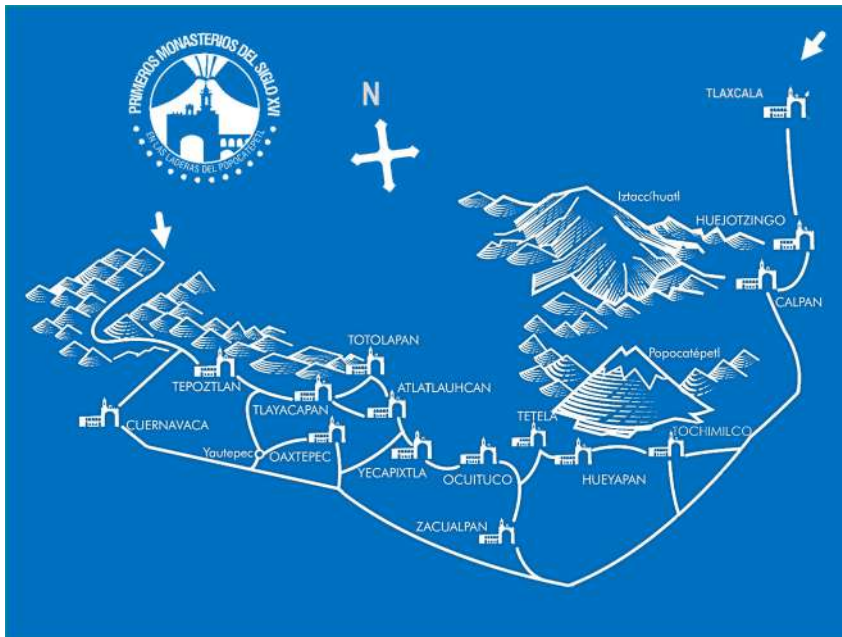 PRIMEROS MONASTERIOS DEL SIGLO XVI
EN LAS LADERAS DEL POPOCATEPETL
N
TLAXCALA
Iztaccíhuatl
HUEJOTZINGO
CALPAN
TOTOLAPAN
Popocatépetl
TEPOZTLAN
ATLATLAUHCAN
TLAYACAPAN
CUERNAVACA
TETELA
TOCHIMILCO
Yautepec
OAXTEPEC
YECAPIXTLA
OCUITUCO
HUEYAPAN
ZACUALPAN